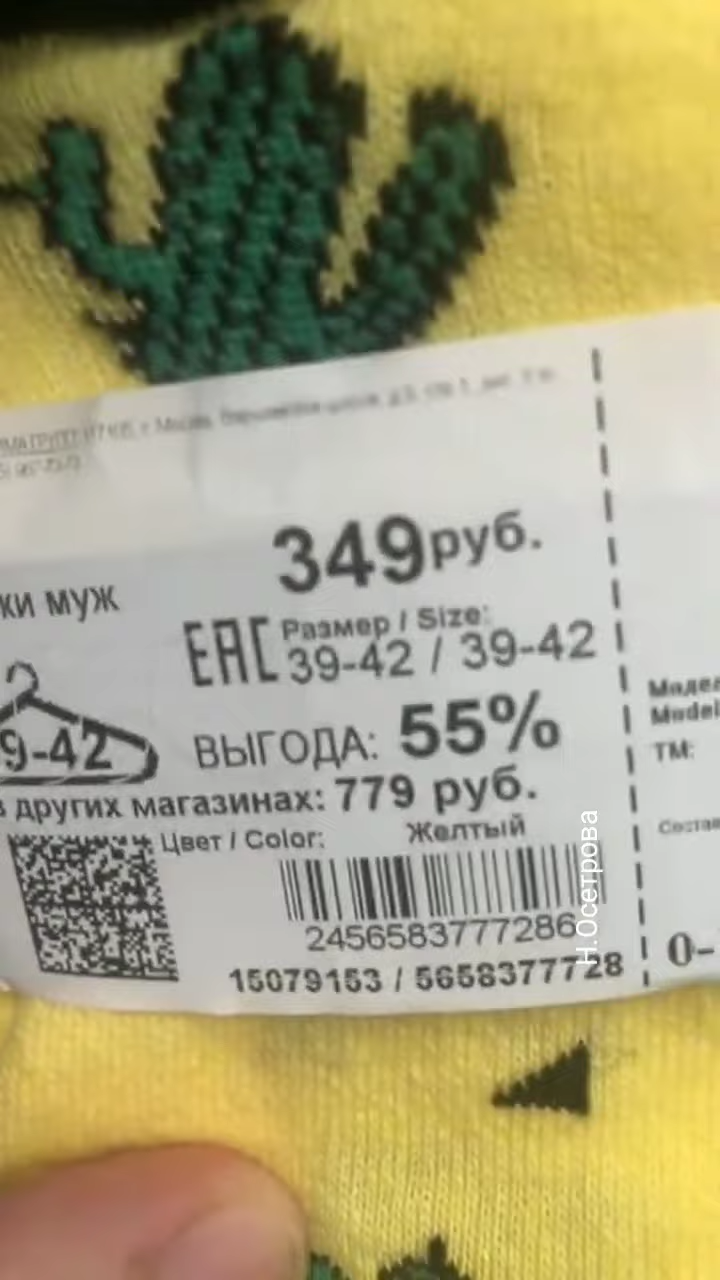 349руб.
ки муж
ЕАС Размер / Size:
39-42 / 39-42
9-42
ВЫГОДА: 55%
в других магазинах: 779 руб.
Цвет / Color: Желтый
2456583777286
15079153 / 5658377728
Модел
Model
ТМ:
Состав
0-
Н.Осетрова